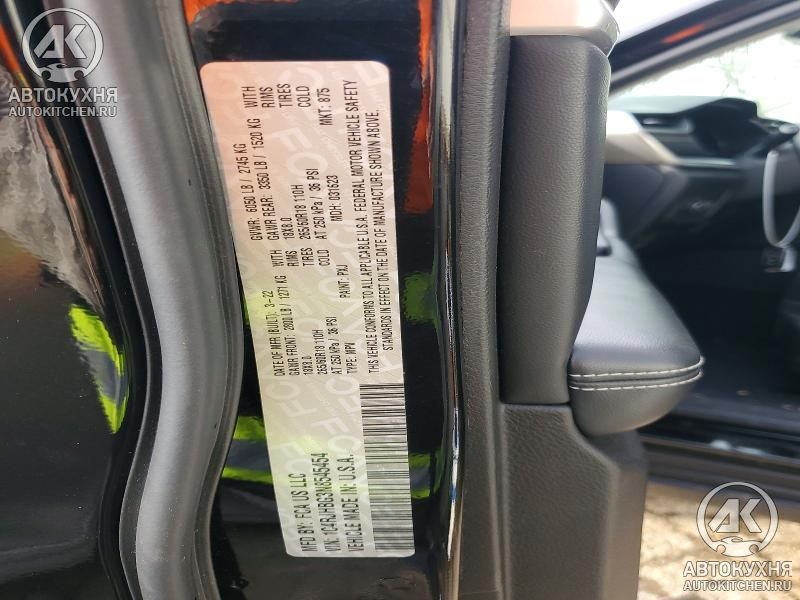 АВТОКУХНЯ
AUTOKITCHEN.RU
MFD BY: FCA US LLC
DATE OF MFR (BUILT): 3-22
GVWR: 6050 LB / 2745 KG
GAWR FRONT: 2800 LB / 1271 KG WITH
18X8.0 RIMS
265/60R18 110H TIRES
AT 250 kPa / 36 PSI COLD
GAWR REAR: 3350 LB / 1520 KG WITH
18X8.0 RIMS
265/60R18 110H TIRES
AT 250 kPa / 36 PSI COLD
VIN: 1C4RJHBG3N8545454
TYPE: MPV
PAINT: PXJ
MDH: 031623
MKT: 875
VEHICLE MADE IN: U.S.A.
THIS VEHICLE CONFORMS TO ALL APPLICABLE U.S.A. FEDERAL MOTOR VEHICLE SAFETY
STANDARDS IN EFFECT ON THE DATE OF MANUFACTURE SHOWN ABOVE.
АВТОКУХНЯ
AUTOKITCHEN.RU